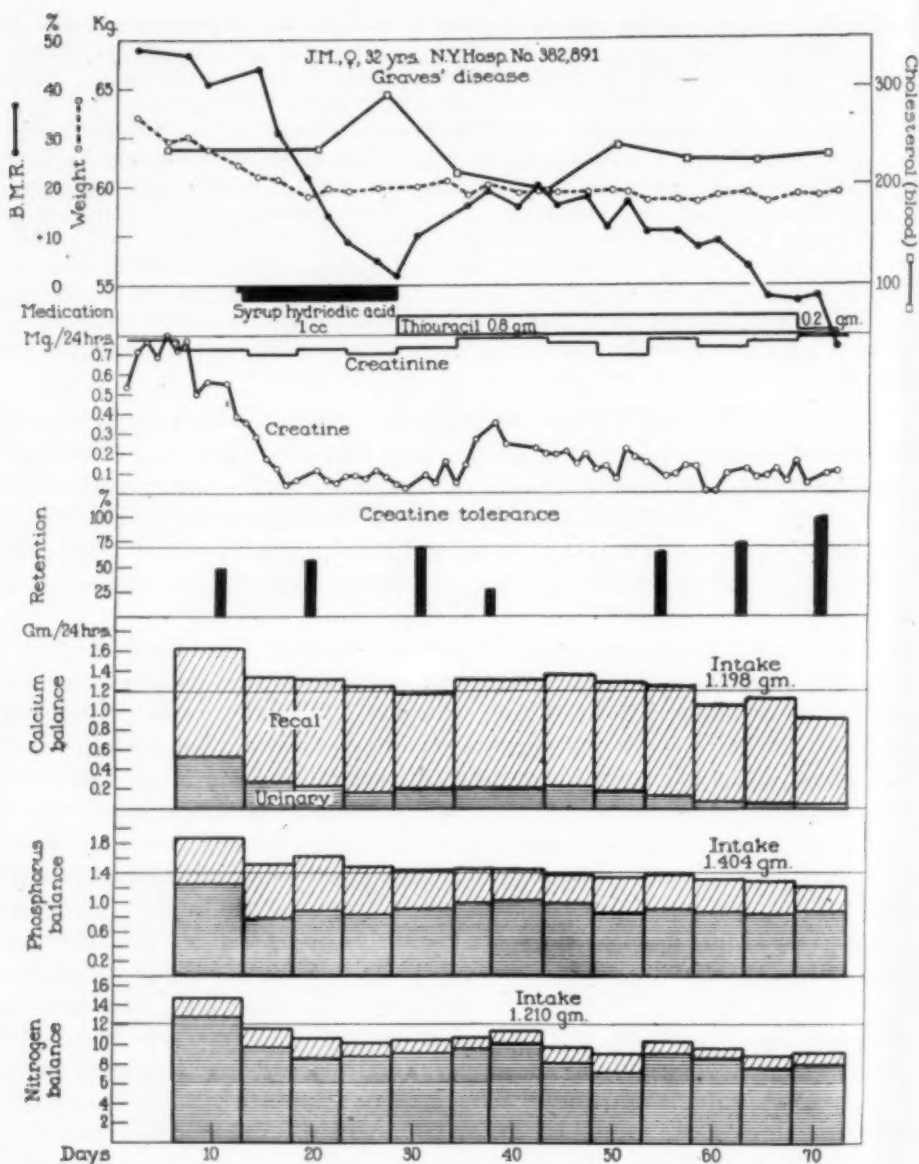 % Kg.
J.M., ♀, 32 yrs. N.Y. Hosp. No. 382,891
Graves' disease
50
40
30
20
+10
0
65
60
55
300
200
100
B.M.R.
Weight
Cholesterol (blood)
Medication
Syrup hydriodic acid
1 cc
Thiouracil 0.8 gm.
0.2 gm.
Mg./24 hrs.
0.7
0.6
0.5
0.4
0.3
0.2
0.1
Creatinine
Creatine
%
100
75
50
25
Retention
Creatine tolerance
Gm./24 hrs.
1.6
1.2
1.0
0.8
0.6
0.4
0.2
Calcium balance
Intake
1.198 gm.
Fecal
Urinary
1.8
1.4
1.0
0.6
0.2
Phosphorus balance
Intake
1.404 gm.
16
14
12
10
8
6
4
2
Nitrogen balance
Intake
1.210 gm.
Days 10 20 30 40 50 60 70